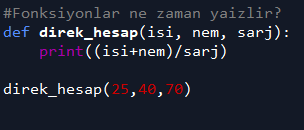 #Fonksiyonlar ne zaman yaizlir?
def direk_hesap(isi, nem, sarj):
    print((isi+nem)/sarj)
direk_hesap(25,40,70)